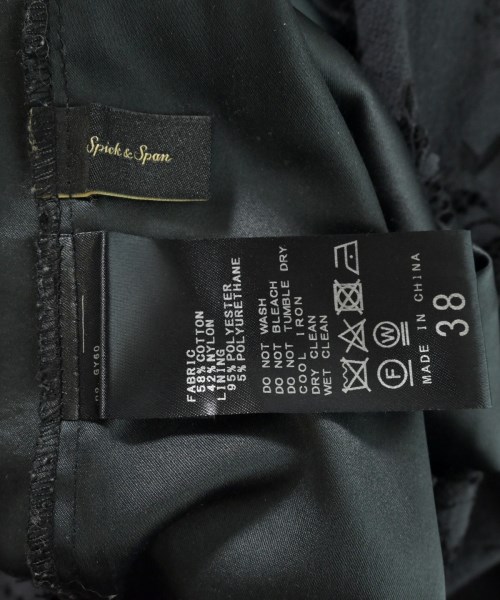 Spick & Span
FABRIC
58% COTTON
42% NYLON
LINING
95% POLYESTER
5% POLYURETHANE
DO NOT WASH
DO NOT BLEACH
DO NOT TUMBLE DRY
COOL IRON
DRY CLEAN
WET CLEAN
F W
MADE IN CHINA
38